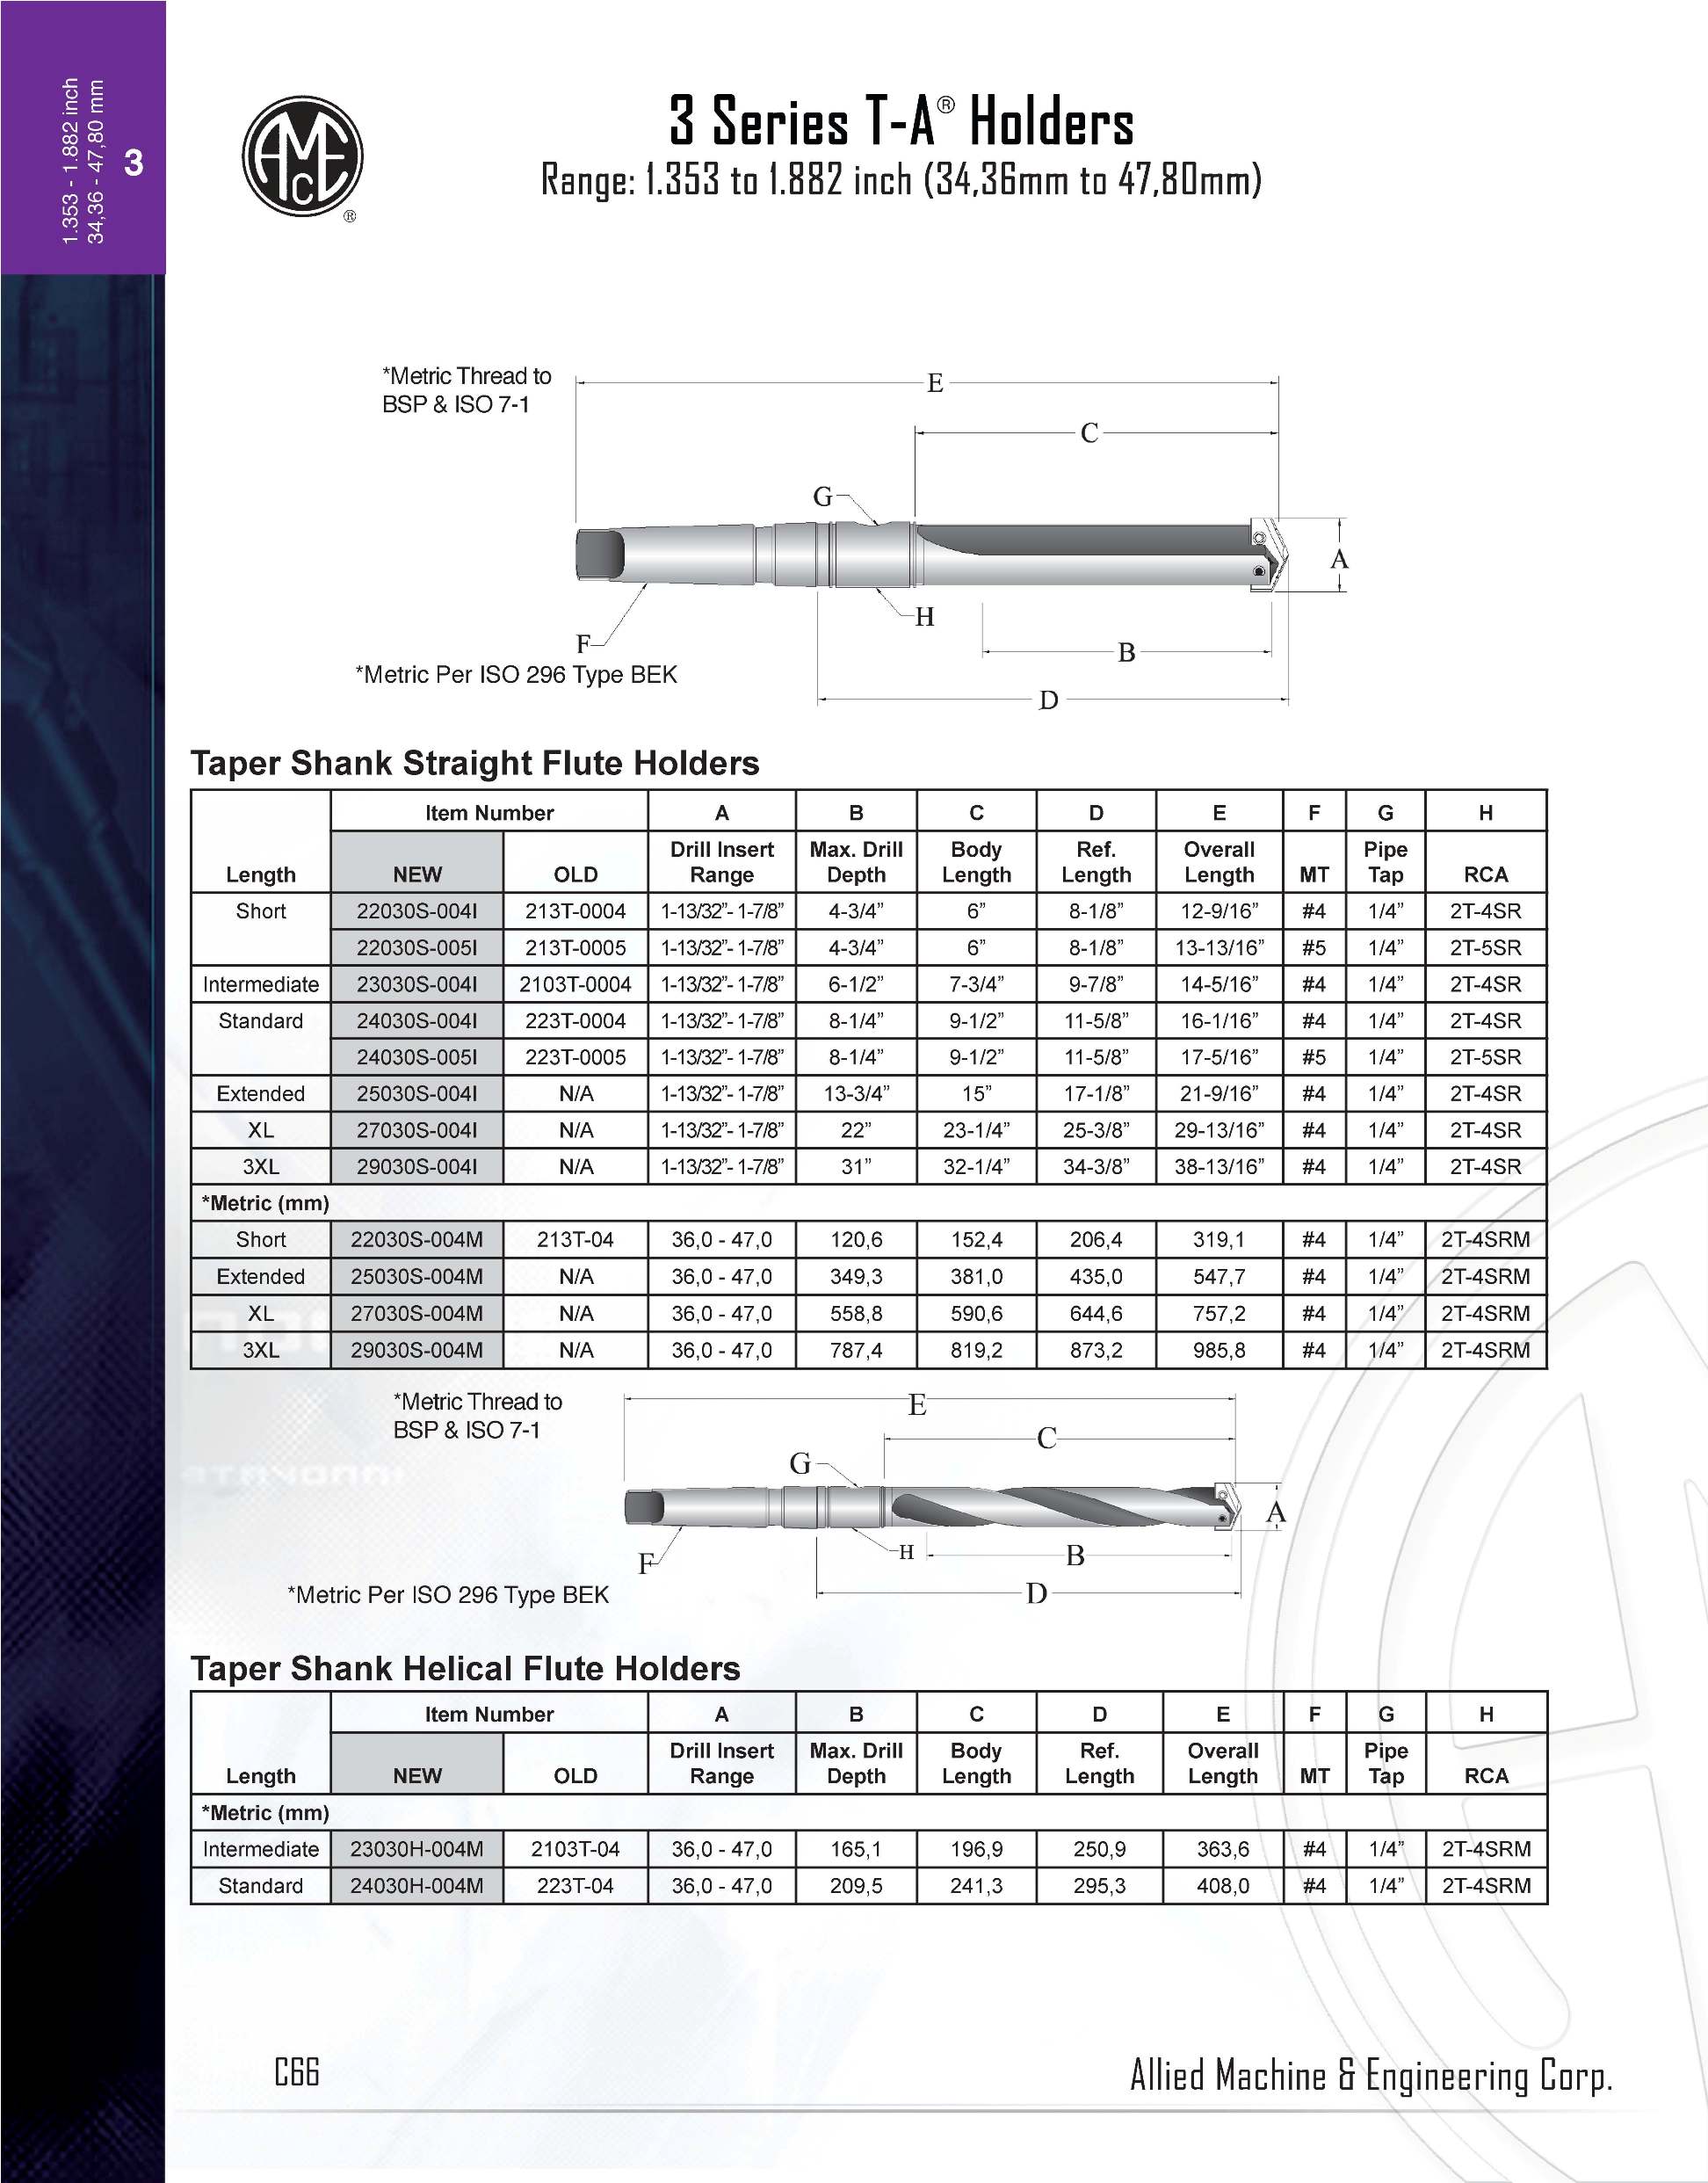 1.353 - 1.882 inch
34,36 - 47,80 mm
3
AMEC
®
3 Series T-A® Holders
Range: 1.353 to 1.882 inch (34,36mm to 47,80mm)
*Metric Thread to
BSP & ISO 7-1
E
C
G
A
H
F
B
*Metric Per ISO 296 Type BEK
D
Taper Shank Straight Flute Holders
Item Number A B C D E F G H
Drill Insert Max. Drill Body Ref. Overall Pipe
Length NEW OLD Range Depth Length Length Length MT Tap RCA
Short 22030S-004I 213T-0004 1-13/32”- 1-7/8” 4-3/4” 6” 8-1/8” 12-9/16” #4 1/4” 2T-4SR
22030S-005I 213T-0005 1-13/32”- 1-7/8” 4-3/4” 6” 8-1/8” 13-13/16” #5 1/4” 2T-5SR
Intermediate 23030S-004I 2103T-0004 1-13/32”- 1-7/8” 6-1/2” 7-3/4” 9-7/8” 14-5/16” #4 1/4” 2T-4SR
Standard 24030S-004I 223T-0004 1-13/32”- 1-7/8” 8-1/4” 9-1/2” 11-5/8” 16-1/16” #4 1/4” 2T-4SR
24030S-005I 223T-0005 1-13/32”- 1-7/8” 8-1/4” 9-1/2” 11-5/8” 17-5/16” #5 1/4” 2T-5SR
Extended 25030S-004I N/A 1-13/32”- 1-7/8” 13-3/4” 15” 17-1/8” 21-9/16” #4 1/4” 2T-4SR
XL 27030S-004I N/A 1-13/32”- 1-7/8” 22” 23-1/4” 25-3/8” 29-13/16” #4 1/4” 2T-4SR
3XL 29030S-004I N/A 1-13/32”- 1-7/8” 31” 32-1/4” 34-3/8” 38-13/16” #4 1/4” 2T-4SR
*Metric (mm)
Short 22030S-004M 213T-04 36,0 - 47,0 120,6 152,4 206,4 319,1 #4 1/4” 2T-4SRM
Extended 25030S-004M N/A 36,0 - 47,0 349,3 381,0 435,0 547,7 #4 1/4” 2T-4SRM
XL 27030S-004M N/A 36,0 - 47,0 558,8 590,6 644,6 757,2 #4 1/4” 2T-4SRM
3XL 29030S-004M N/A 36,0 - 47,0 787,4 819,2 873,2 985,8 #4 1/4” 2T-4SRM
*Metric Thread to
BSP & ISO 7-1
E
C
G
A
F
H
B
*Metric Per ISO 296 Type BEK
D
Taper Shank Helical Flute Holders
Item Number A B C D E F G H
Drill Insert Max. Drill Body Ref. Overall Pipe
Length NEW OLD Range Depth Length Length Length MT Tap RCA
*Metric (mm)
Intermediate 23030H-004M 2103T-04 36,0 - 47,0 165,1 196,9 250,9 363,6 #4 1/4” 2T-4SRM
Standard 24030H-004M 223T-04 36,0 - 47,0 209,5 241,3 295,3 408,0 #4 1/4” 2T-4SRM
C66
Allied Machine & Engineering Corp.